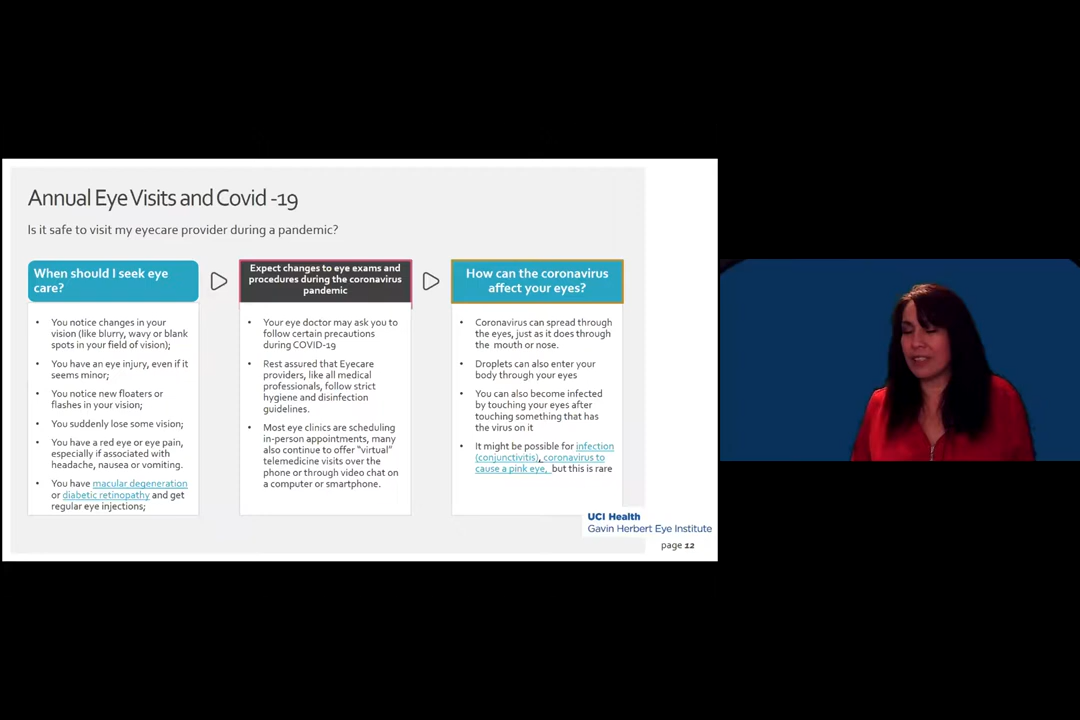 Annual Eye Visits and Covid -19
Is it safe to visit my eyecare provider during a pandemic?
When should I seek eye
care?
• You notice changes in your
vision (like blurry, wavy or blank
spots in your field of vision);
• You have an eye injury, even if it
seems minor;
• You notice new floaters or
flashes in your vision;
• You suddenly lose some vision;
• You have a red eye or eye pain,
especially if associated with
headache, nausea or vomiting.
• You have macular degeneration
or diabetic retinopathy and get
regular eye injections;
Expect changes to eye exams and
procedures during the coronavirus
pandemic
• Your eye doctor may ask you to
follow certain precautions
during COVID-19
• Rest assured that Eyecare
providers, like all medical
professionals, follow strict
hygiene and disinfection
guidelines.
• Most eye clinics are scheduling
in-person appointments, many
also continue to offer "virtual"
telemedicine visits over the
phone or through video chat on
a computer or smartphone.
How can the coronavirus
affect your eyes?
• Coronavirus can spread through
the eyes, just as it does through
the mouth or nose.
• Droplets can also enter your
body through your eyes
• You can also become infected
by touching your eyes after
touching something that has
the virus on it
• It might be possible for infection
(conjunctivitis), coronavirus to
cause a pink eye, but this is rare
UCI Health
Gavin Herbert Eye Institute
page 12